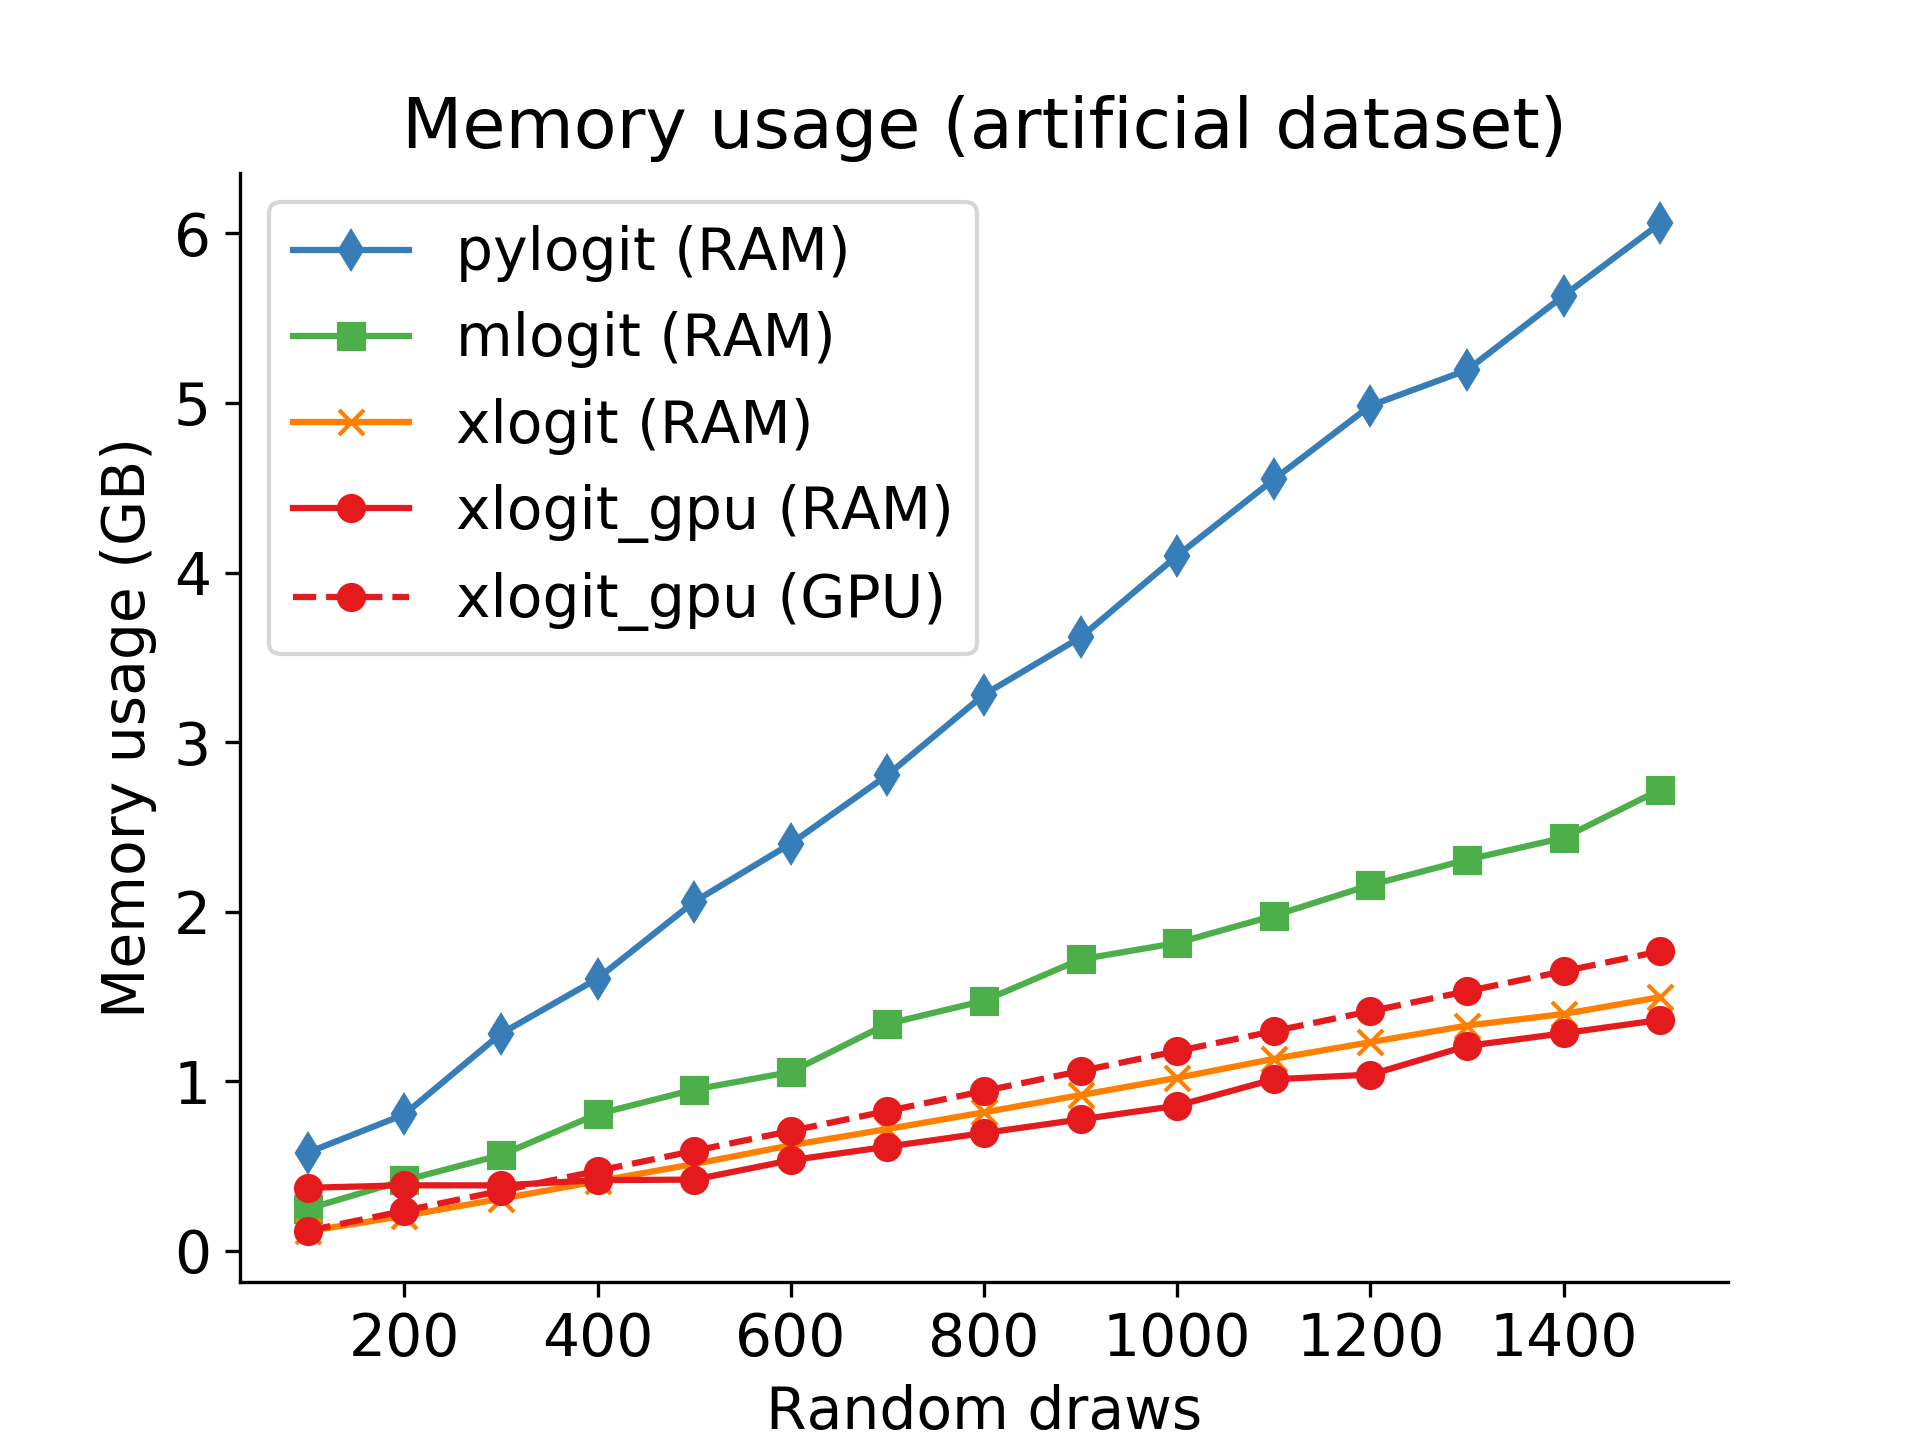 Memory usage (artificial dataset)
pylogit (RAM)
mlogit (RAM)
xlogit (RAM)
xlogit_gpu (RAM)
xlogit_gpu (GPU)
Memory usage (GB)
6
5
4
3
2
1
0
200 400 600 800 1000 1200 1400
Random draws